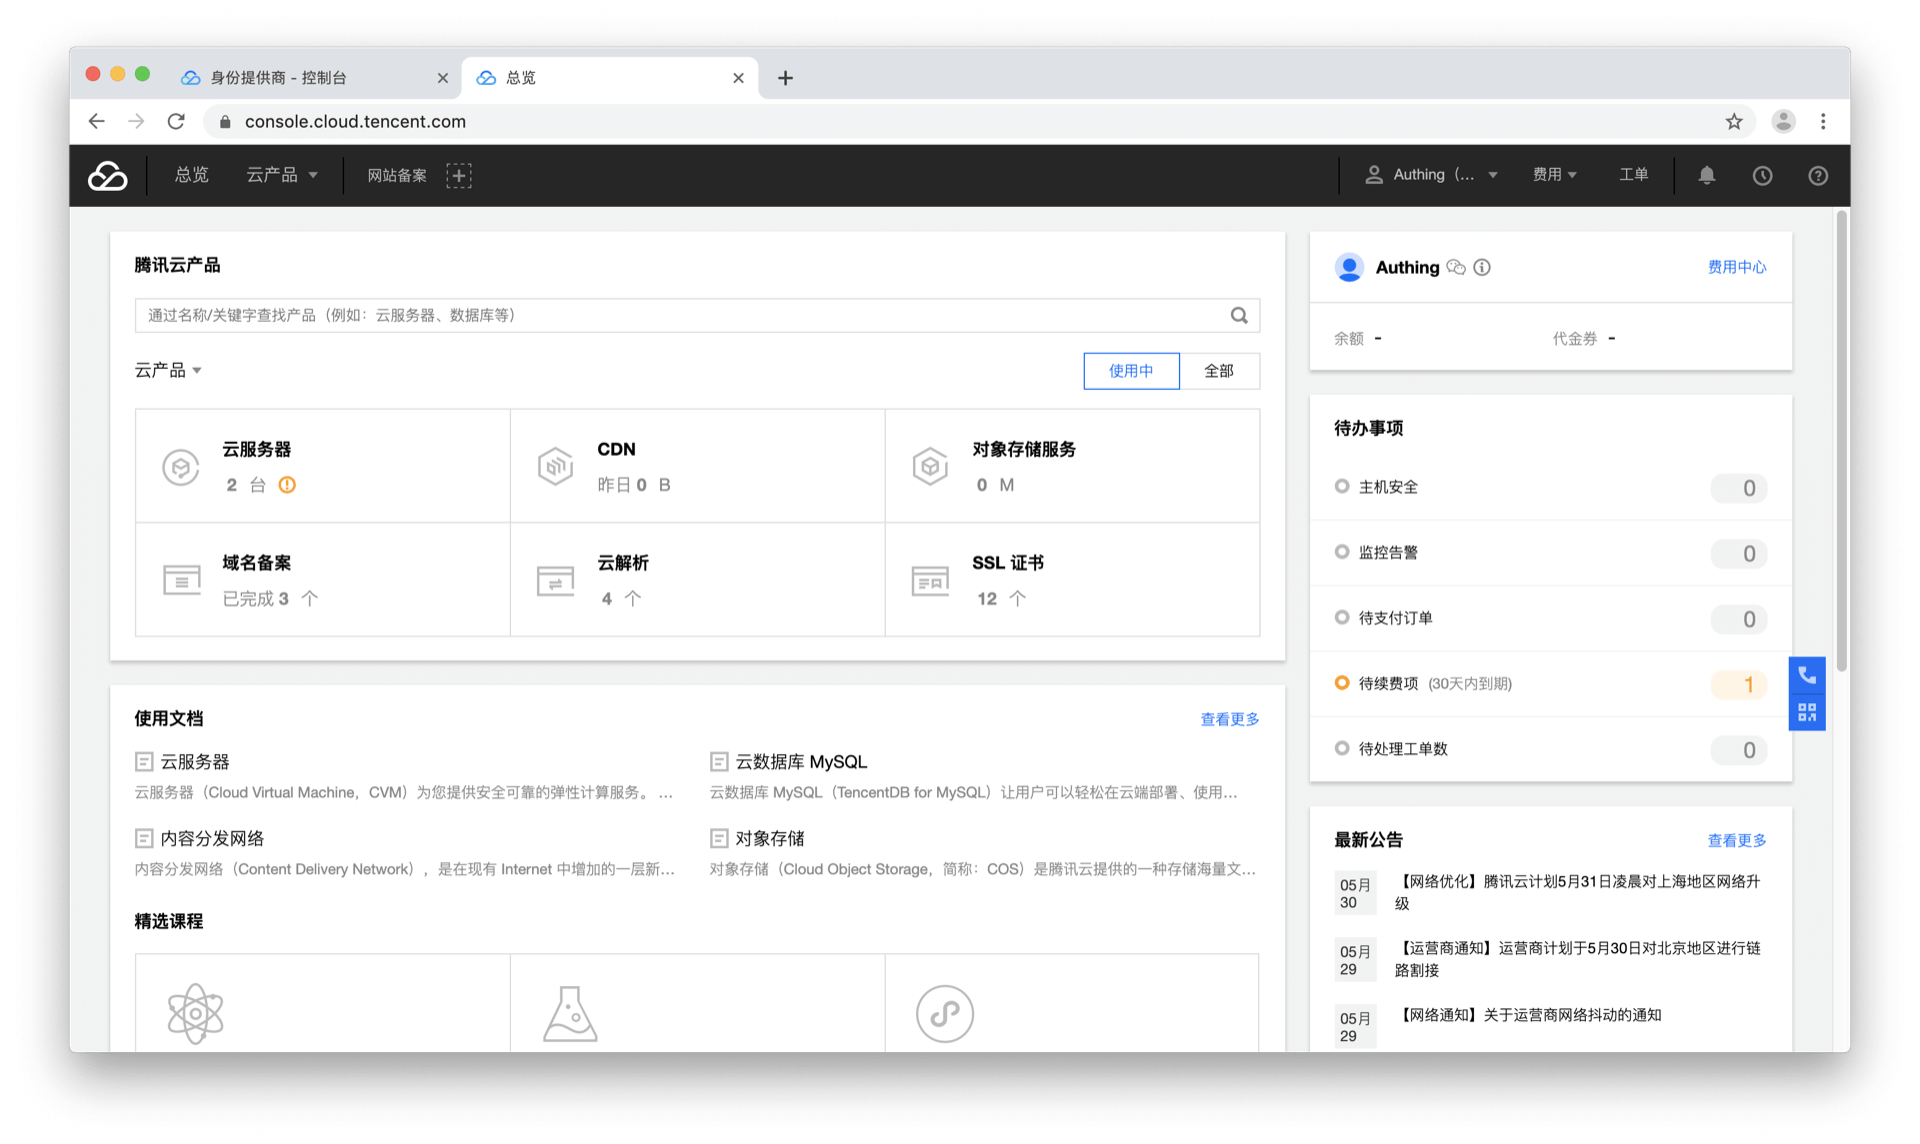 身份提供商 - 控制台
总览
console.cloud.tencent.com
总览
云产品
网站备案
Authing (...
费用
工单
腾讯云产品
通过名称/关键字查找产品（例如：云服务器、数据库等）
云产品
使用中
全部
云服务器
2 台
CDN
昨日 0 B
对象存储服务
0 M
域名备案
已完成 3 个
云解析
4 个
SSL 证书
12 个
使用文档
查看更多
云服务器
云服务器（Cloud Virtual Machine，CVM）为您提供安全可靠的弹性计算服务。 ...
云数据库 MySQL
云数据库 MySQL（TencentDB for MySQL）让用户可以轻松在云端部署、使用...
内容分发网络
内容分发网络（Content Delivery Network），是在现有 Internet 中增加的一层新...
对象存储
对象存储（Cloud Object Storage，简称：COS）是腾讯云提供的一种存储海量文...
精选课程
Authing
费用中心
余额 -
代金券 -
待办事项
主机安全 0
监控告警 0
待支付订单 0
待续费项 (30天内到期) 1
待处理工单数 0
最新公告
查看更多
05月
30
【网络优化】腾讯云计划5月31日凌晨对上海地区网络升
级
05月
29
【运营商通知】运营商计划于5月30日对北京地区进行链
路割接
05月
29
【网络通知】关于运营商网络抖动的通知